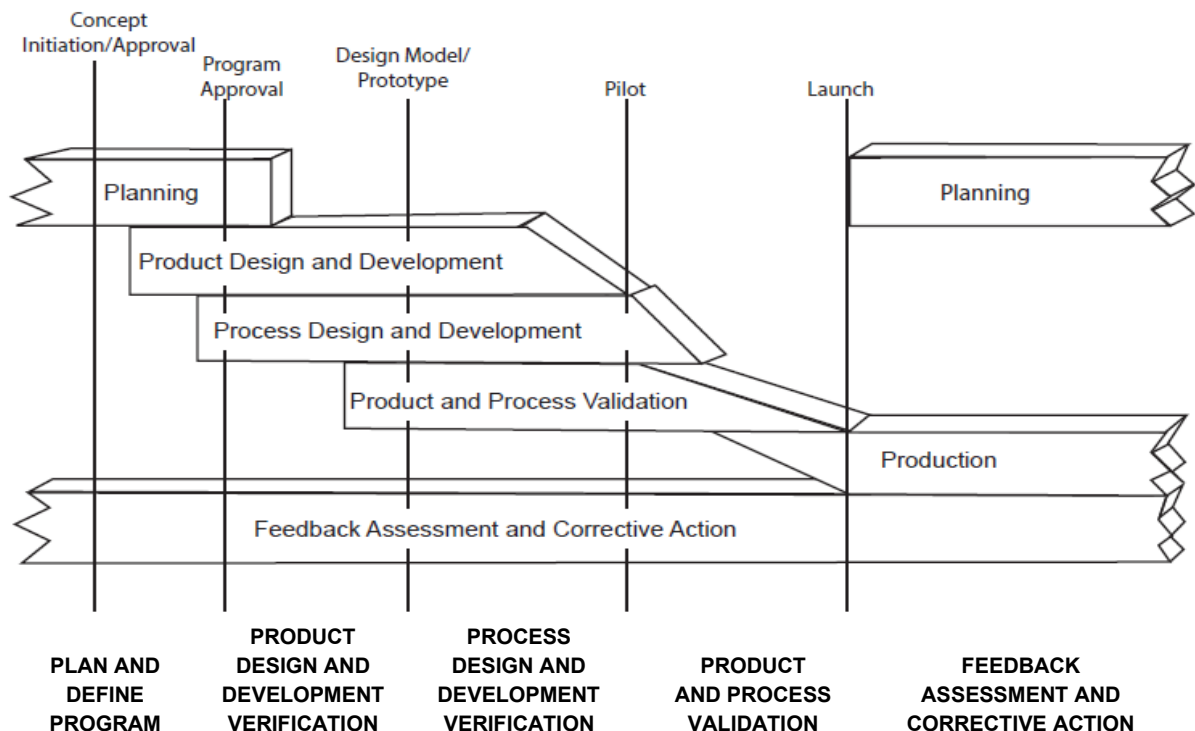 Concept
Initiation/Approval
Program
Approval
Design Model/
Prototype
Pilot
Launch
Planning
Planning
Product Design and Development
Process Design and Development
Product and Process Validation
Production
Feedback Assessment and Corrective Action
PLAN AND
DEFINE
PROGRAM
PRODUCT
DESIGN AND
DEVELOPMENT
VERIFICATION
PROCESS
DESIGN AND
DEVELOPMENT
VERIFICATION
PRODUCT
AND PROCESS
VALIDATION
FEEDBACK
ASSESSMENT AND
CORRECTIVE ACTION